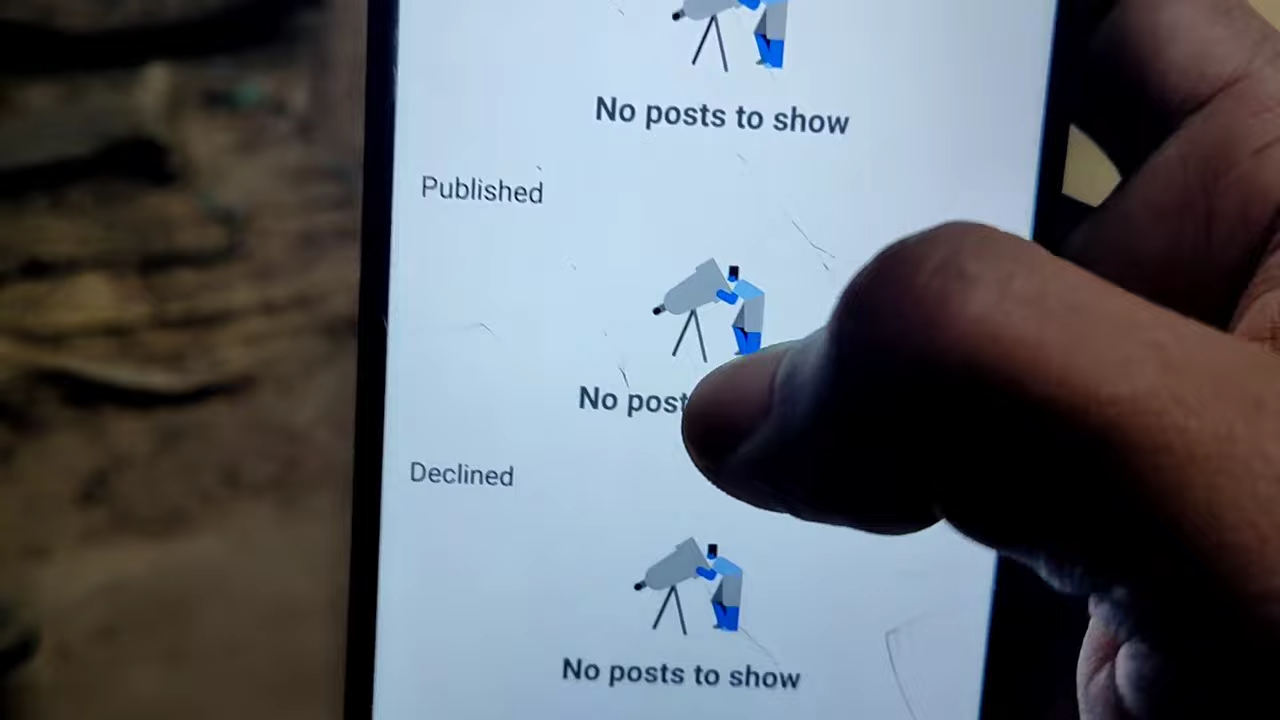 No posts to show
Published
No post
Declined
No posts to show